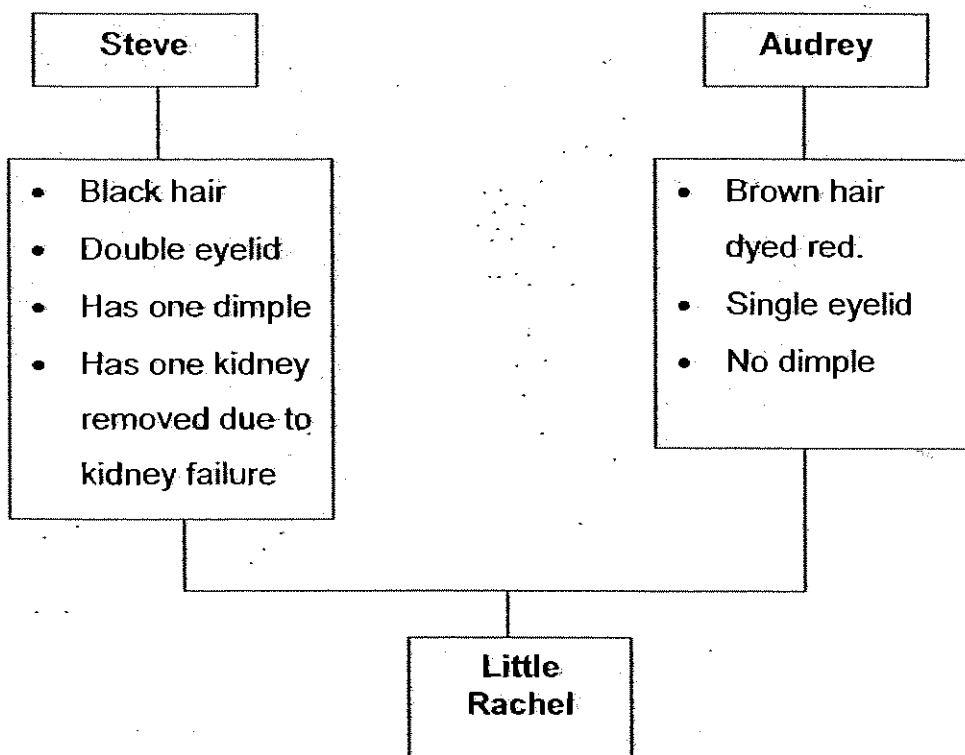 Steve
Audrey
• Black hair
• Double eyelid
• Has one dimple
• Has one kidney
removed due to
kidney failure
• Brown hair
dyed red.
• Single eyelid
• No dimple
Little
Rachel